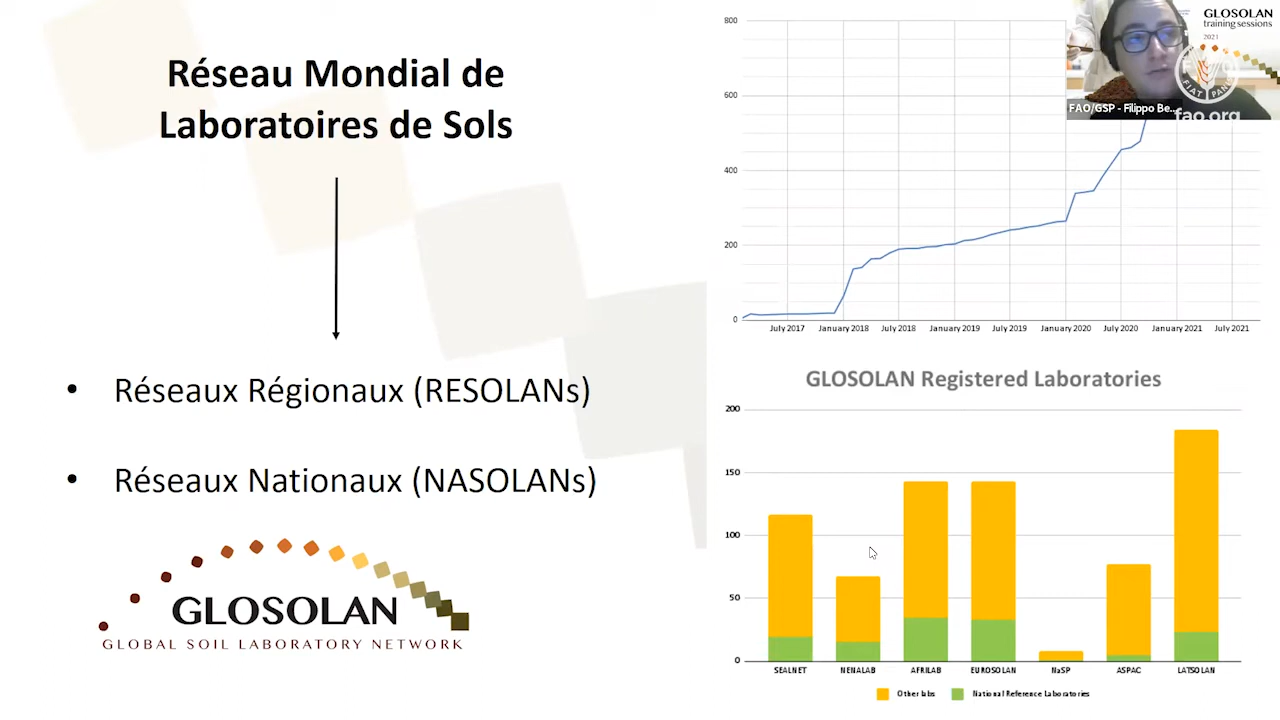 Réseau Mondial de
Laboratoires de Sols
• Réseaux Régionaux (RESOLANs)
• Réseaux Nationaux (NASOLANs)
GLOSOLAN
GLOBAL SOIL LABORATORY NETWORK
800
600
400
200
0
July 2017 January 2018 July 2018 January 2019 July 2019 January 2020 July 2020 January 2021 July 2021
GLOSOLAN
training sessions
2021
FIAT PANIS
FAO/GSP - Filippo Be...
fao.org
GLOSOLAN Registered Laboratories
200
150
100
50
0
SEALNET NENALAB AFRILAB EUROSOLAN NaSP ASPAC LATSOLAN
Other labs National Reference Laboratories